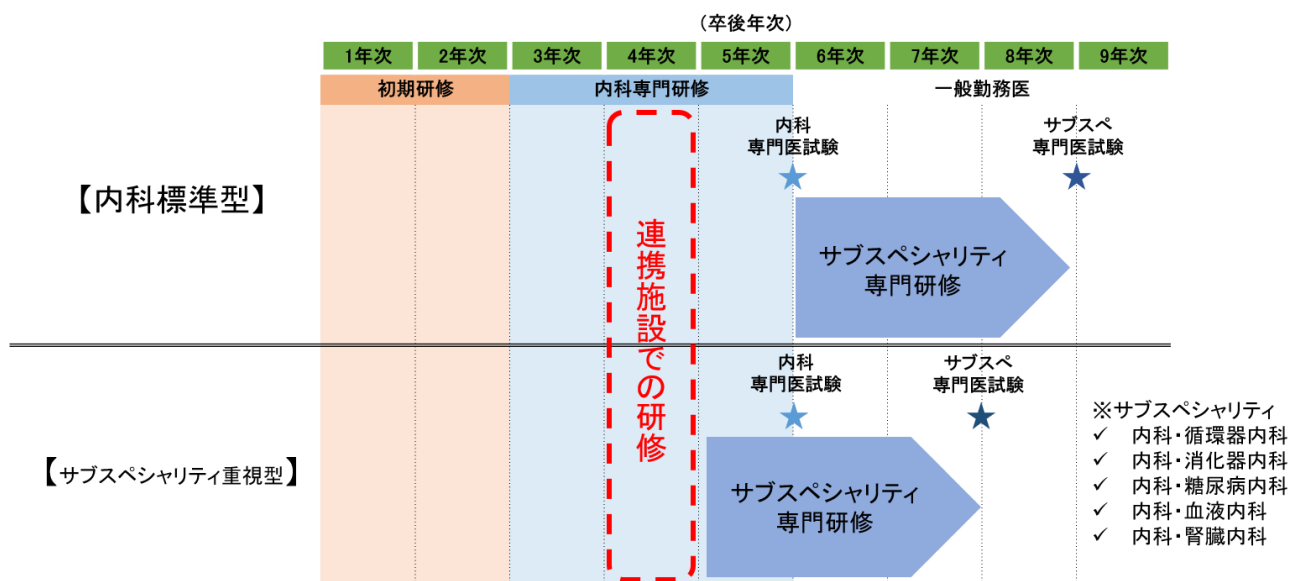 (卒後年次)
1年次 2年次 3年次 4年次 5年次 6年次 7年次 8年次 9年次
初期研修 内科専門研修 一般勤務医
【内科標準型】
内科
専門医試験
サブスペ
専門医試験
サブスペシャリティ
専門研修
連携施設での研修
【サブスペシャリティ重視型】
内科
専門医試験
サブスペ
専門医試験
サブスペシャリティ
専門研修
※サブスペシャリティ
✓ 内科・循環器内科
✓ 内科・消化器内科
✓ 内科・糖尿病内科
✓ 内科・血液内科
✓ 内科・腎臓内科